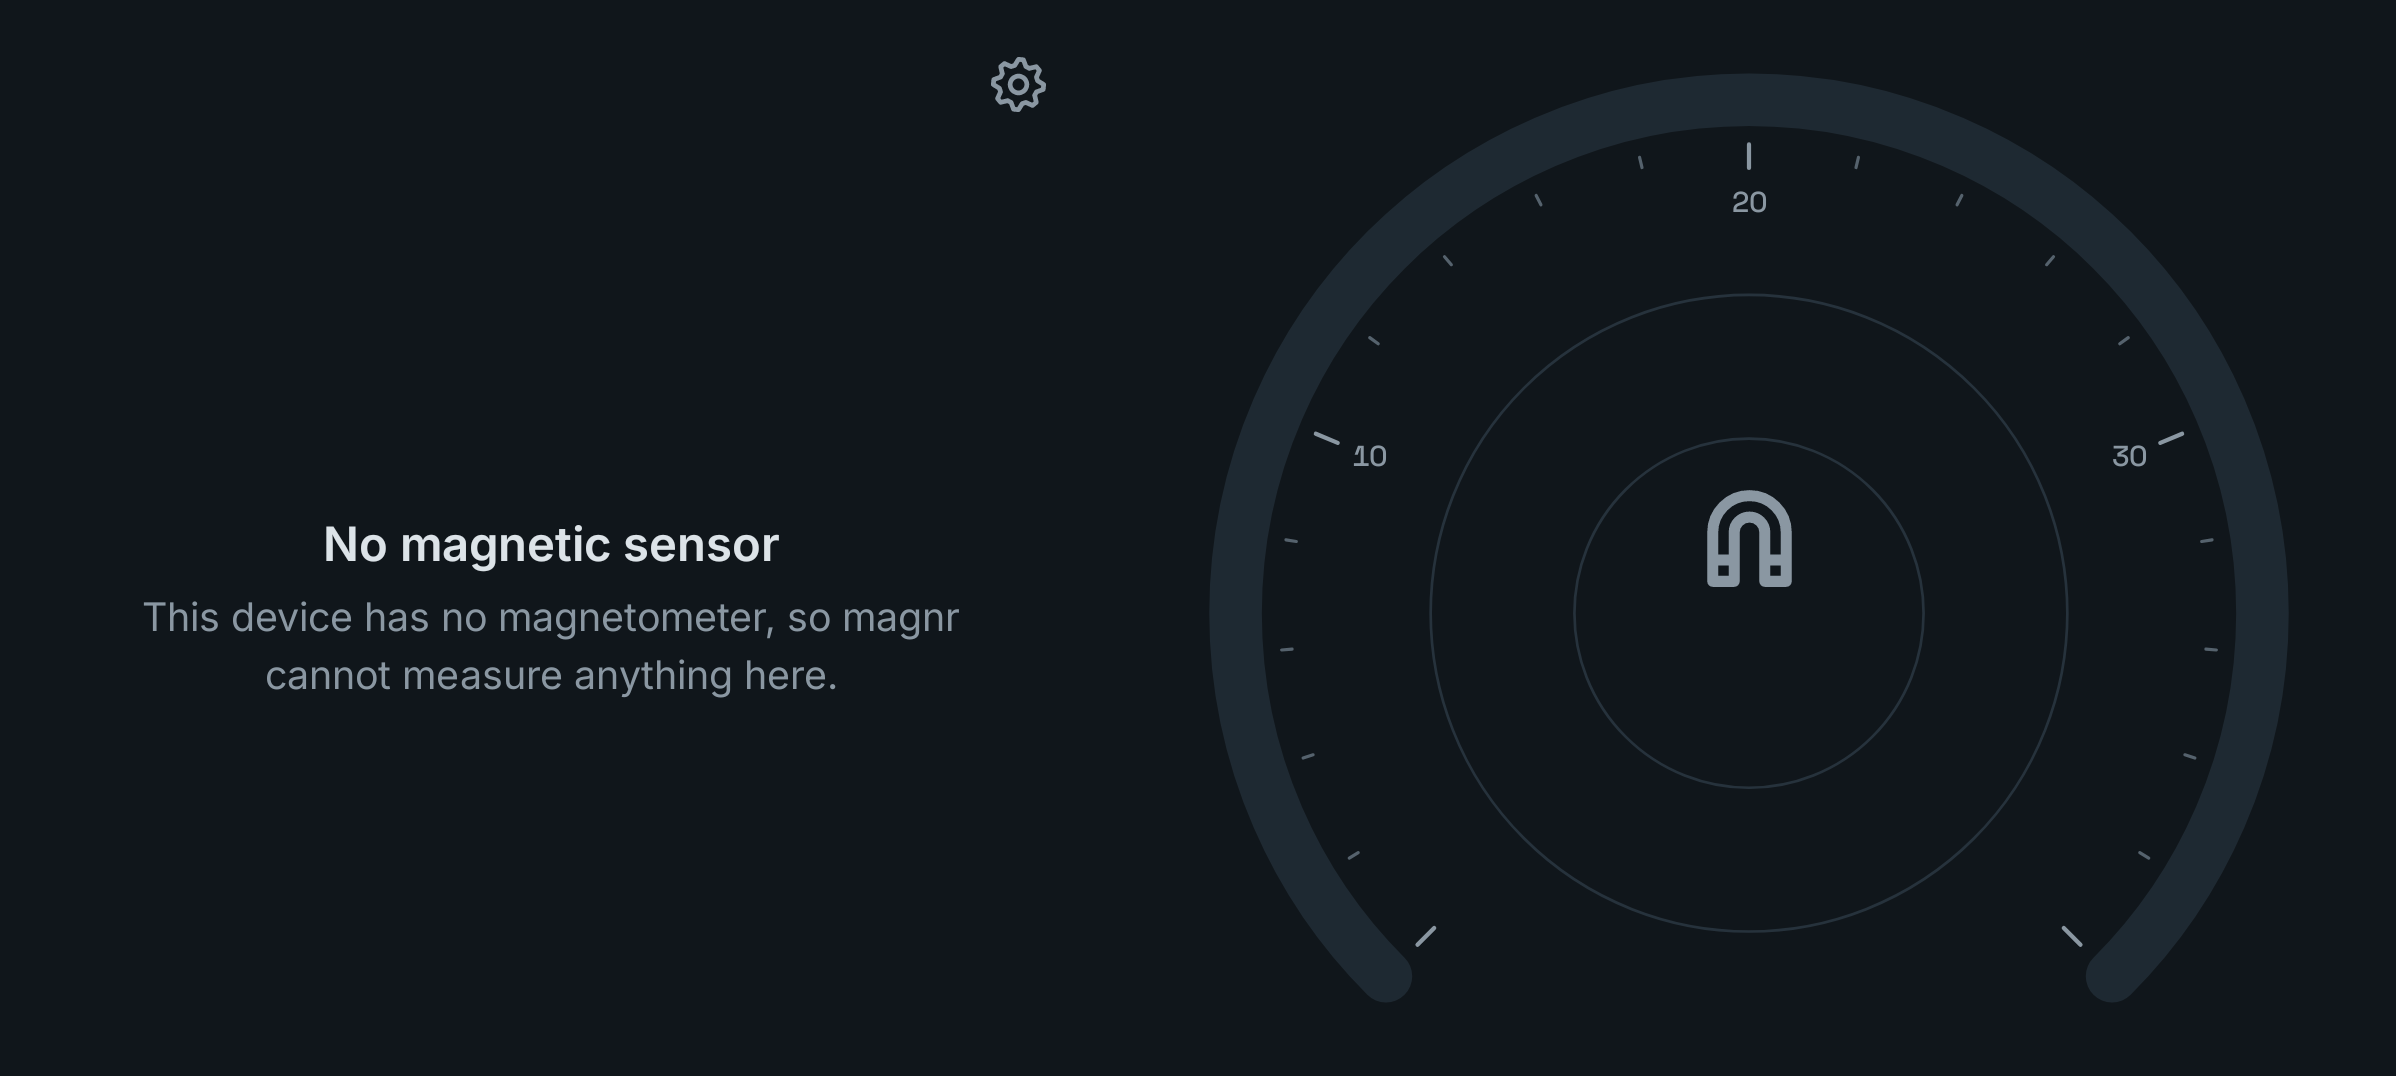 No magnetic sensor
This device has no magnetometer, so magnr
cannot measure anything here.
20
10
30